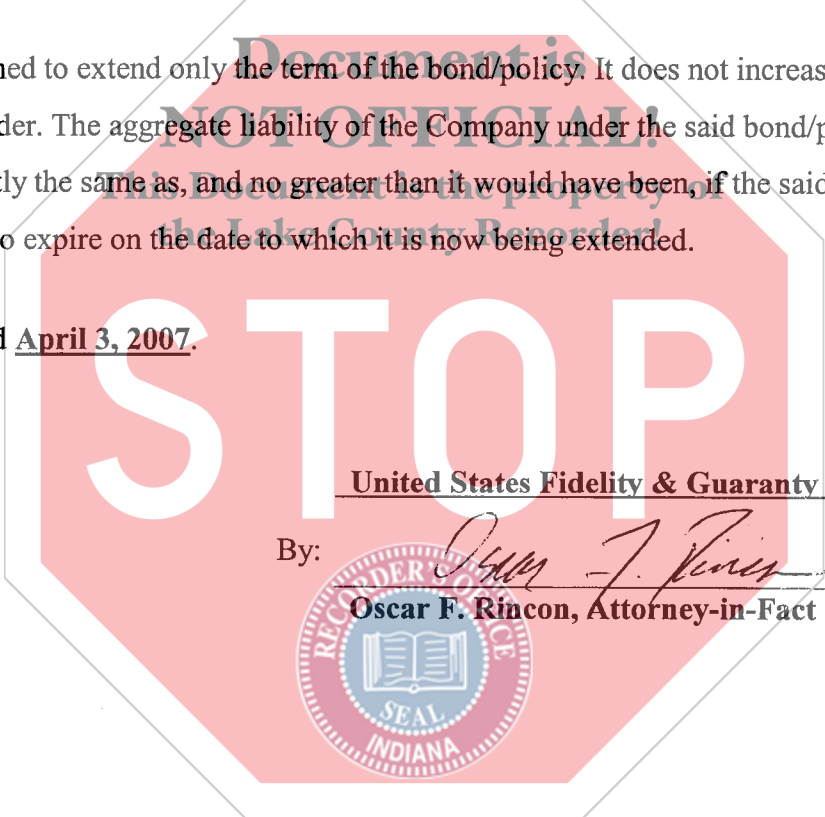 Document is
ned to extend only the term of the bond/policy. It does not increas
NOT OFFICIAL!
der. The aggregate liability of the Company under the said bond/p
This Document is the property of
tly the same as, and no greater than it would have been, if the said
the Lake County Recorder!
o expire on the date to which it is now being extended.
d April 3, 2007.
STOP
United States Fidelity & Guaranty
By: Oscar F. Rincon
Oscar F. Rincon, Attorney-in-Fact
RECORDER'S OFFICE
SEAL
INDIANA